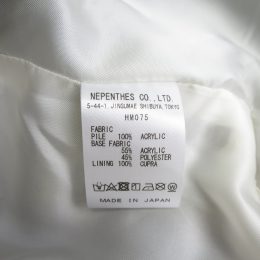 NEPENTHES CO., LTD.
5-44-1, JINGUMAE SHIBUYA, TOKYO
HM075
FABRIC
PILE 100% ACRYLIC
BASE FABRIC
55% ACRYLIC
45% POLYESTER
LINING 100% CUPRA
MADE IN JAPAN